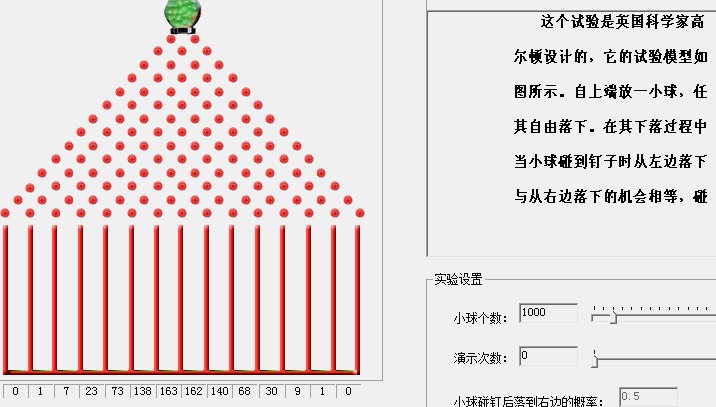 这个试验是英国科学家高
尔顿设计的，它的试验模型如
图所示。自上端放一小球，任
其自由落下。在其下落过程中
当小球碰到钉子时从左边落下
与从右边落下的机会相等，碰
实验设置
小球个数： 1000
演示次数： 0
小球碰钉后落到右边的概率： 0.5
0 1 7 23 73 138 163 162 140 68 30 9 1 0